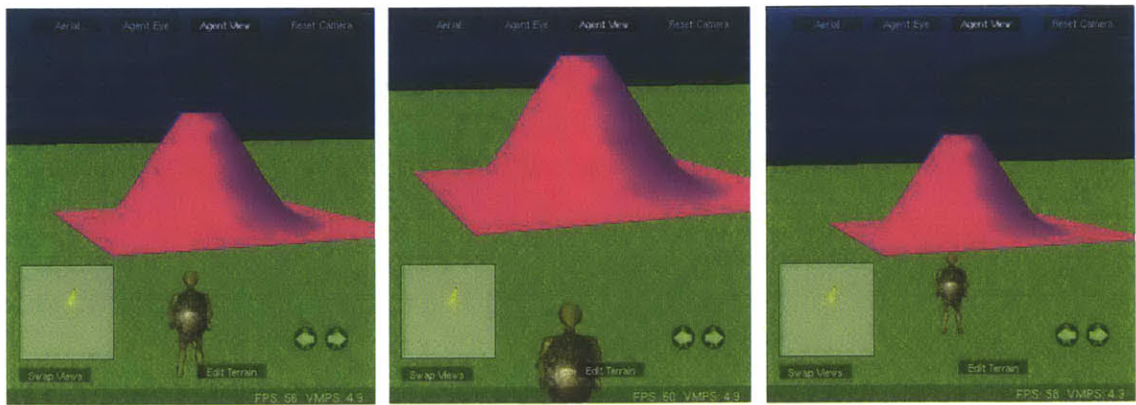 Aerial Agent Eye Agent View Reset Camera
Swap Views Edit Terrain
FPS: 56 VMPS: 4.9
Aerial Agent Eye Agent View Reset Camera
Swap Views Edit Terrain
FPS: 60 VMPS: 4.9
Aerial Agent Eye Agent View Reset Camera
Swap Views Edit Terrain
FPS: 58 VMPS: 4.9